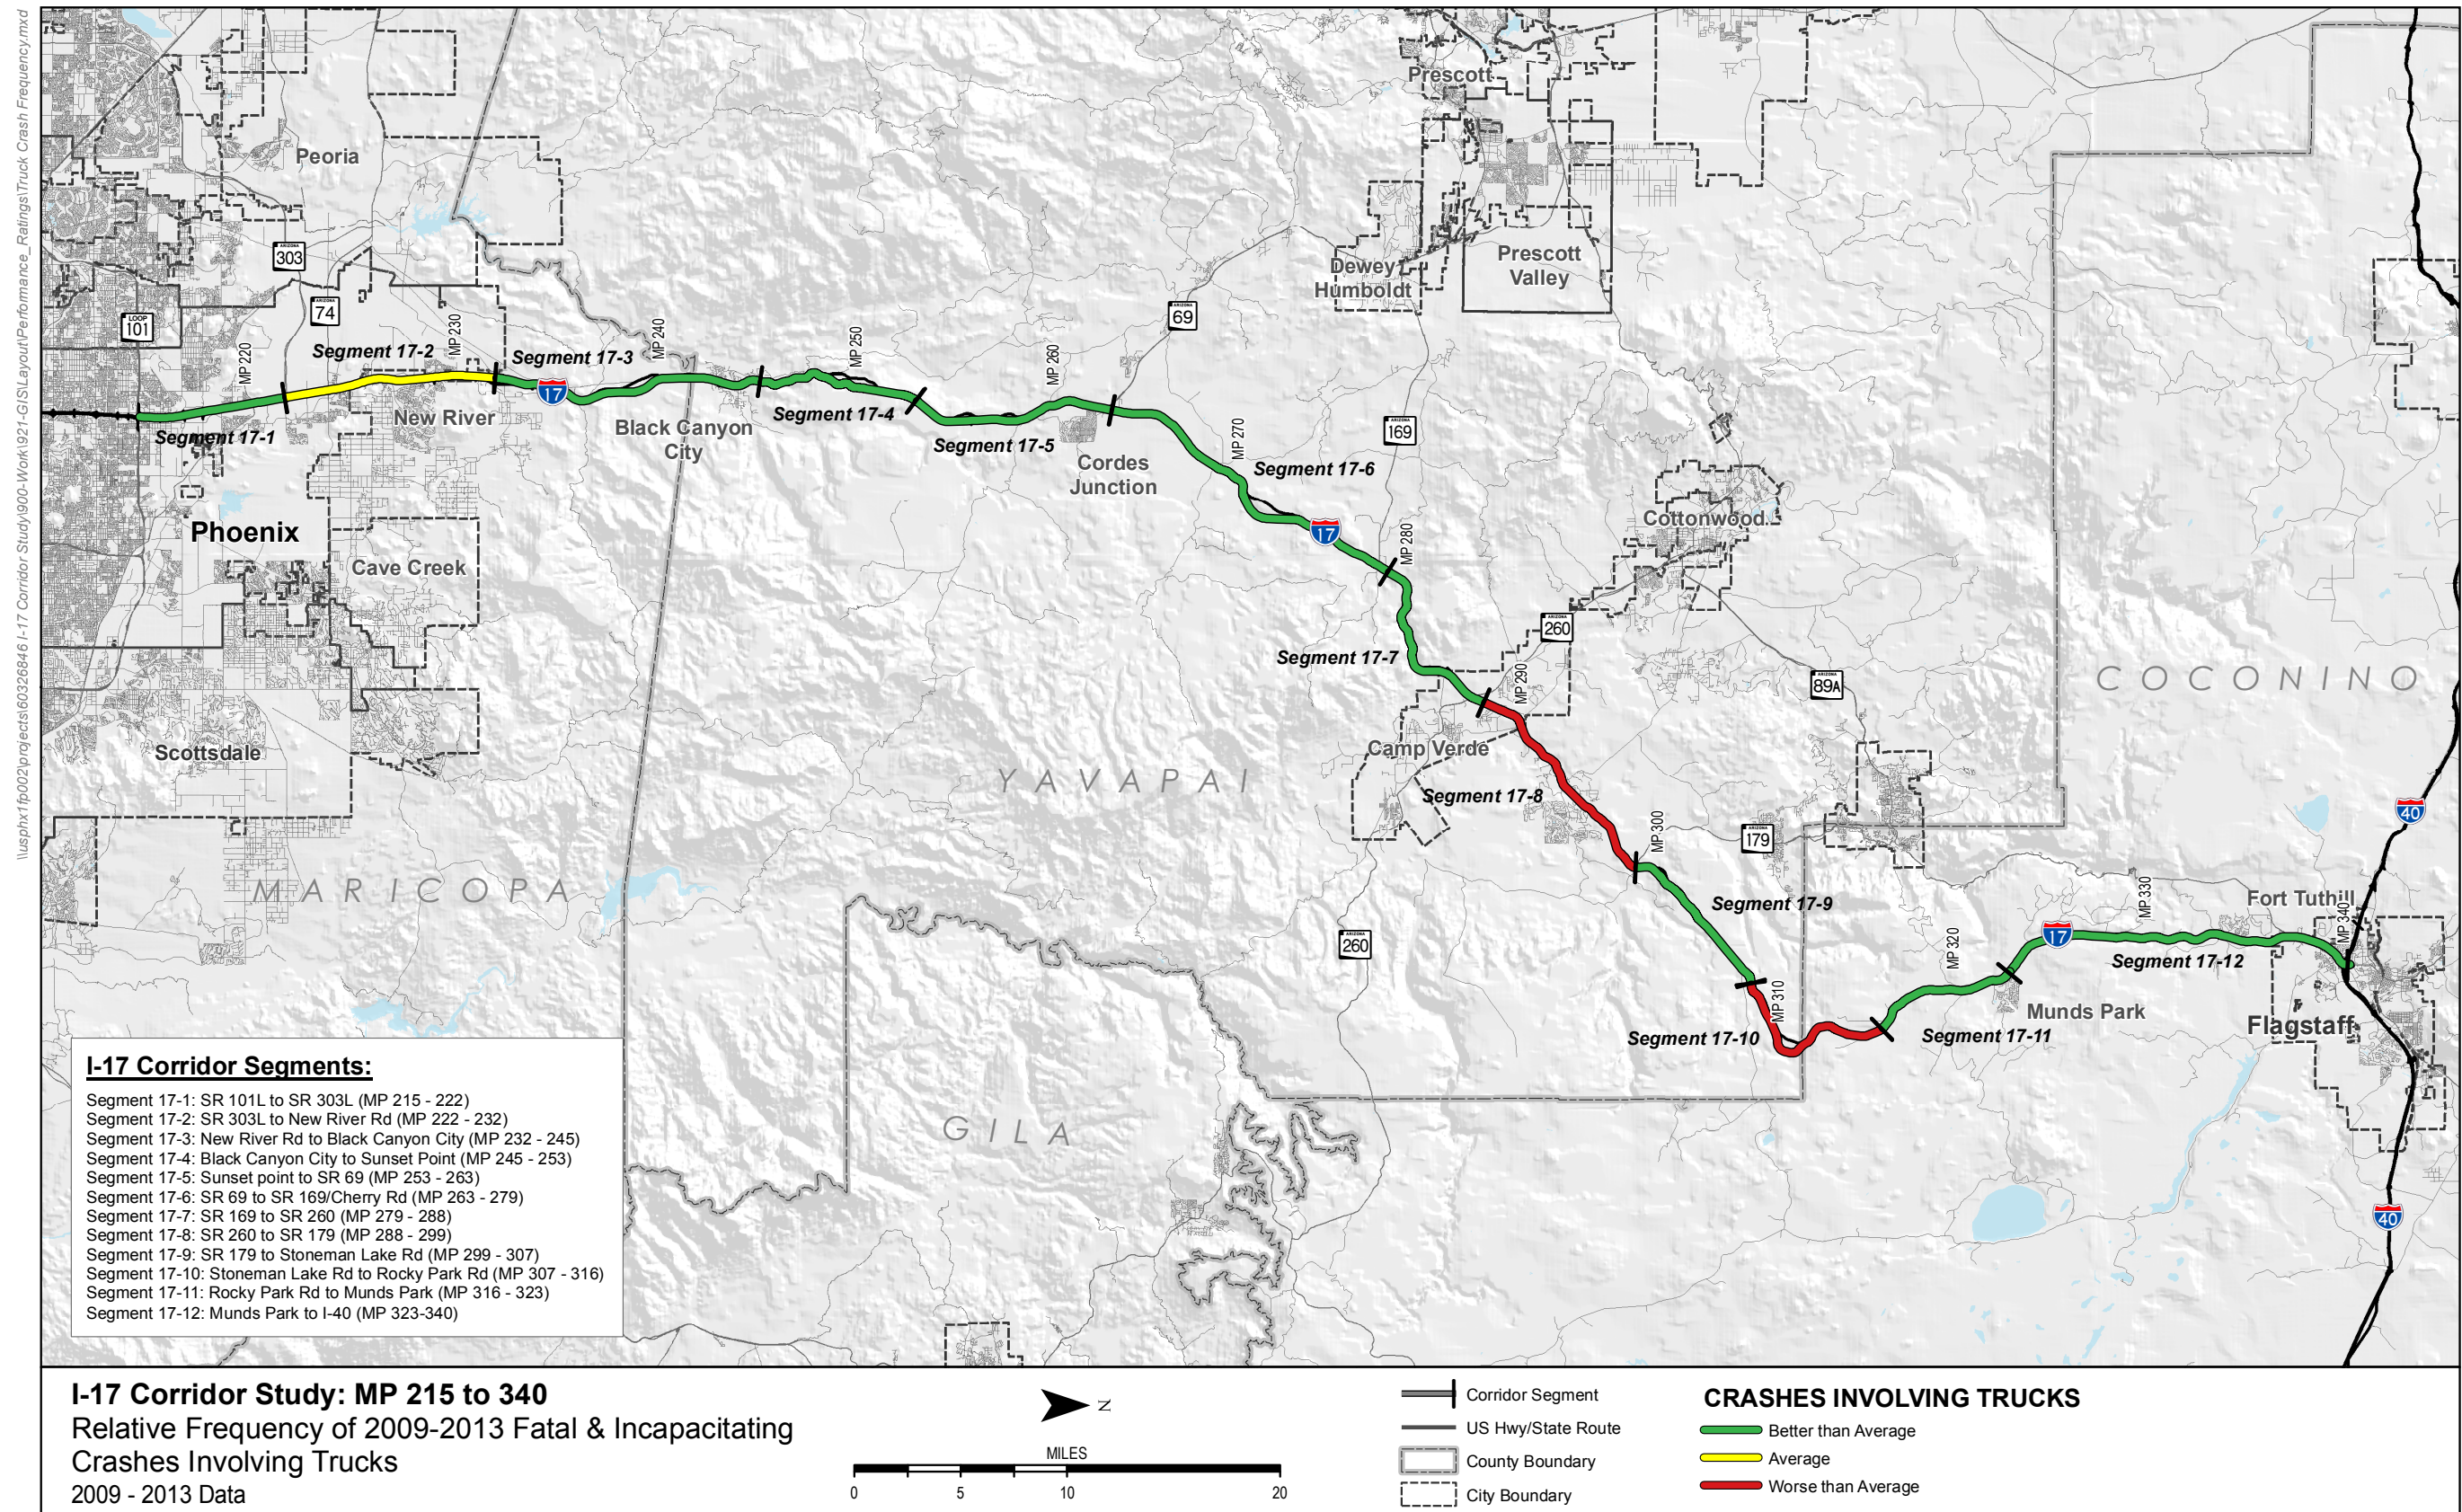 \\usphx1fp002\projects\60326846 I-17 Corridor Study\900-Work\921-GIS\Layout\Performance_Ratings\Truck Crash Frequency.mxd
Prescott
Peoria
ARIZONA
303
Dewey-
Humboldt
Prescott
Valley
ARIZONA
74
LOOP
101
ARIZONA
69
MP 220
MP 230
MP 240
MP 250
MP 260
Segment 17-2
Segment 17-3
17
New River
Segment 17-1
Black Canyon
City
Segment 17-4
Segment 17-5
Cordes
Junction
MP 270
Segment 17-6
ARIZONA
169
17
MP 280
Phoenix
Cave Creek
Cottonwood
ARIZONA
260
Segment 17-7
MP 290
ARIZONA
89A
COCONINO
Scottsdale
Camp Verde
YAVAPAI
Segment 17-8
40
MP 300
ARIZONA
179
MARICOPA
Segment 17-9
ARIZONA
260
MP 310
MP 320
17
MP 330
Fort Tuthill
MP 340
Segment 17-12
Munds Park
Flagstaff
Segment 17-10
Segment 17-11
GILA
40
I-17 Corridor Segments:
Segment 17-1: SR 101L to SR 303L (MP 215 - 222)
Segment 17-2: SR 303L to New River Rd (MP 222 - 232)
Segment 17-3: New River Rd to Black Canyon City (MP 232 - 245)
Segment 17-4: Black Canyon City to Sunset Point (MP 245 - 253)
Segment 17-5: Sunset point to SR 69 (MP 253 - 263)
Segment 17-6: SR 69 to SR 169/Cherry Rd (MP 263 - 279)
Segment 17-7: SR 169 to SR 260 (MP 279 - 288)
Segment 17-8: SR 260 to SR 179 (MP 288 - 299)
Segment 17-9: SR 179 to Stoneman Lake Rd (MP 299 - 307)
Segment 17-10: Stoneman Lake Rd to Rocky Park Rd (MP 307 - 316)
Segment 17-11: Rocky Park Rd to Munds Park (MP 316 - 323)
Segment 17-12: Munds Park to I-40 (MP 323-340)
I-17 Corridor Study: MP 215 to 340
Relative Frequency of 2009-2013 Fatal & Incapacitating
Crashes Involving Trucks
2009 - 2013 Data
N
MILES
0 5 10 20
Corridor Segment
US Hwy/State Route
County Boundary
City Boundary
CRASHES INVOLVING TRUCKS
Better than Average
Average
Worse than Average